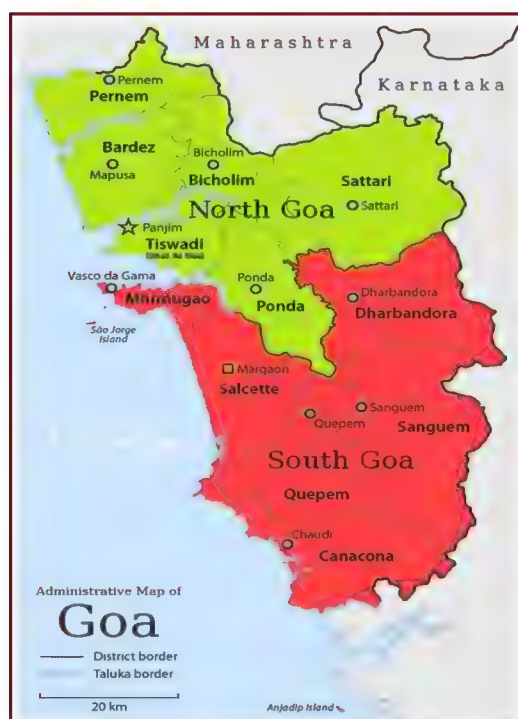 Maharashtra
Karnataka
Pernem
Pernem
Bardez
Mapusa
Bicholim
Bicholim
Sattari
Sattari
North Goa
Panjim
Tiswadi
Vasco da Gama
Mormugao
Ponda
Ponda
Dharbandora
Dharbandora
São Jorge
Island
Margaon
Salcette
Quepem
Sanguem
Sanguem
South Goa
Quepem
Chaudi
Canacona
Administrative Map of
Goa
District border
Taluka border
20 km
Anjadip Island